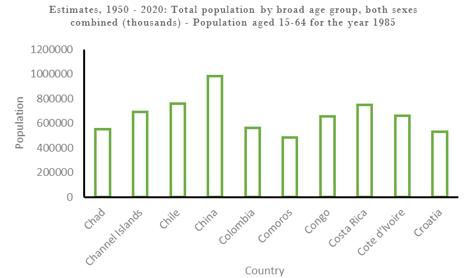 Estimates, 1950 - 2020: Total population by broad age group, both sexes
combined (thousands) - Population aged 15-64 for the year 1985
1200000
1000000
800000
600000
400000
200000
0
Population
Chad
Channel Islands
Chile
China
Colombia
Comoros
Congo
Costa Rica
Cote d'Ivoire
Croatia
Country